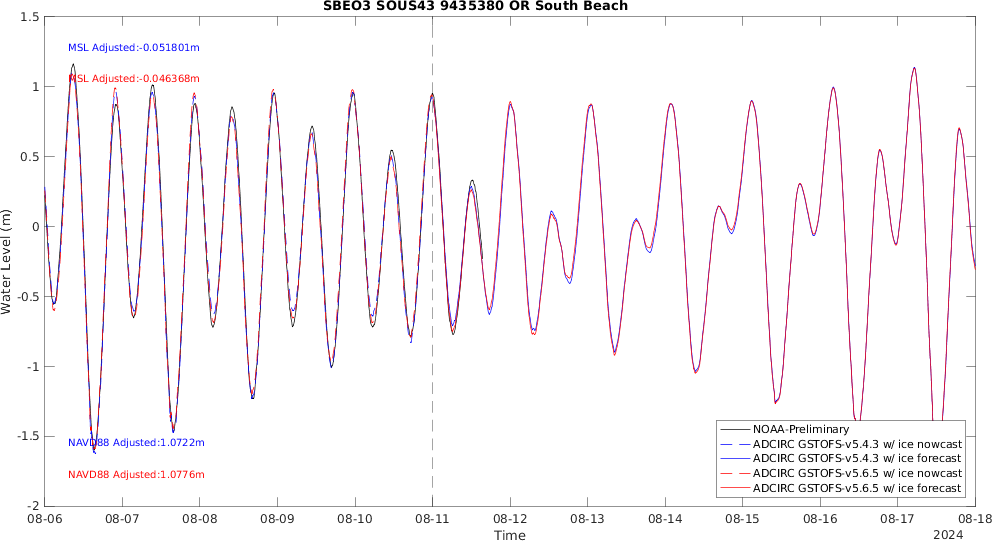 SBEO3 SOUS43 9435380 OR South Beach
1.5
1
0.5
0
-0.5
-1
-1.5
-2
Water Level (m)
MSL Adjusted:-0.051801m
MSL Adjusted:-0.046368m
NAVD88 Adjusted:1.0722m
NAVD88 Adjusted:1.0776m
NOAA-Preliminary
ADCIRC GSTOFS-v5.4.3 w/ ice nowcast
ADCIRC GSTOFS-v5.4.3 w/ ice forecast
ADCIRC GSTOFS-v5.6.5 w/ ice nowcast
ADCIRC GSTOFS-v5.6.5 w/ ice forecast
08-06 08-07 08-08 08-09 08-10 08-11 08-12 08-13 08-14 08-15 08-16 08-17 08-18
Time
2024